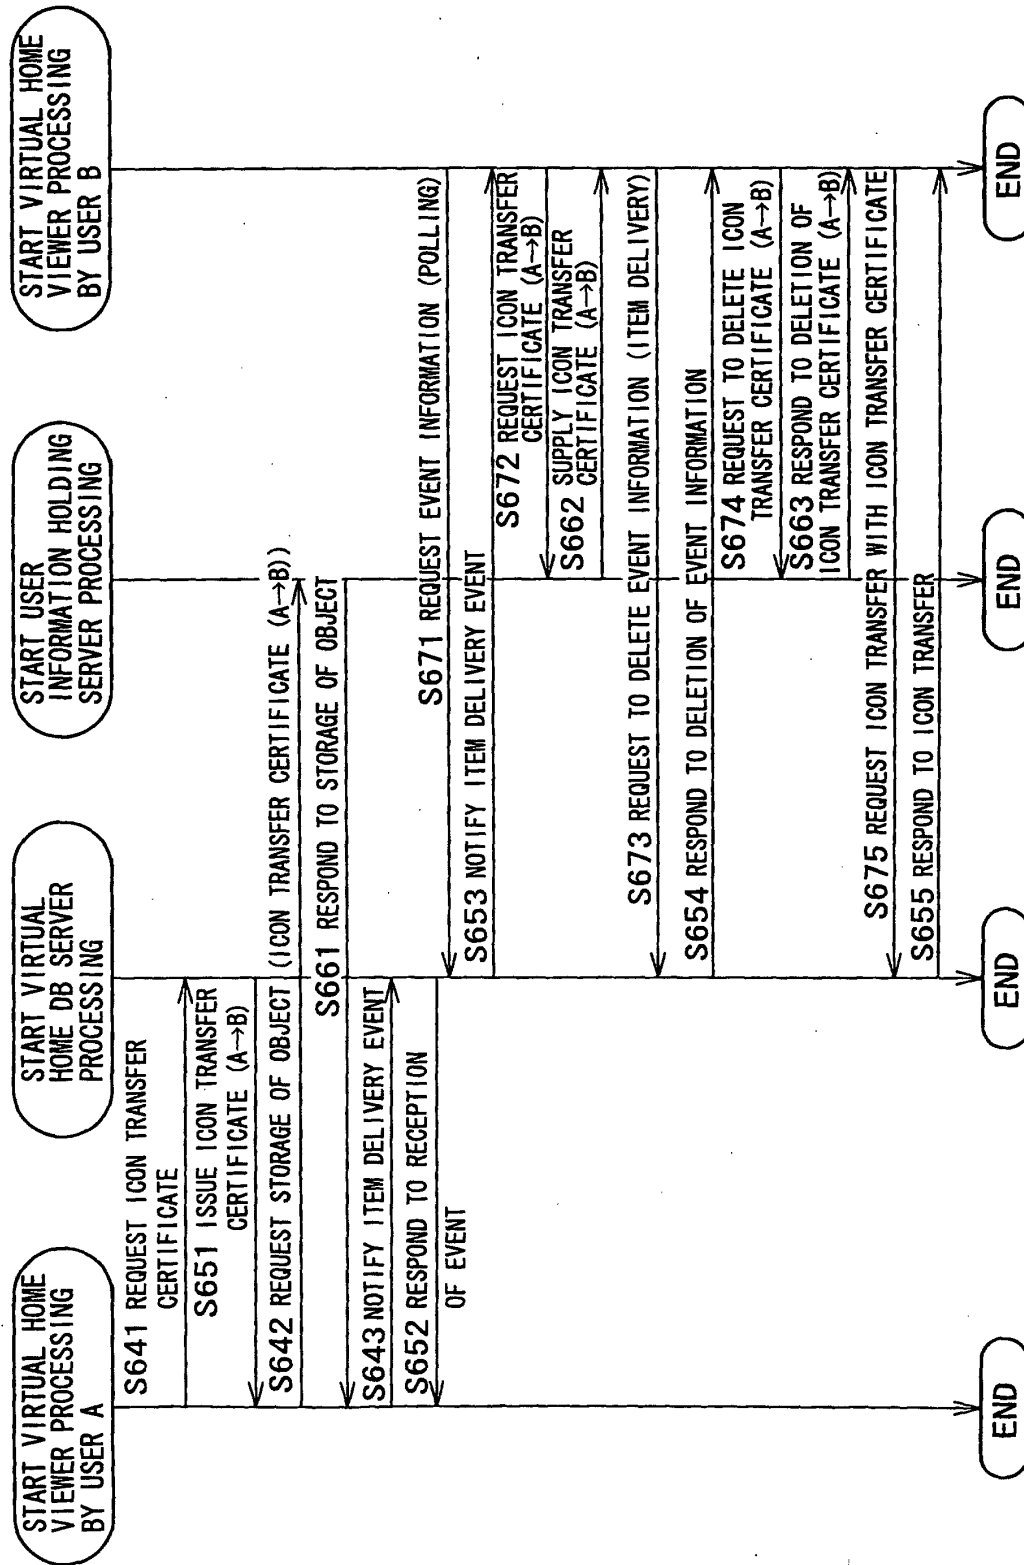 START VIRTUAL HOME
VIEWER PROCESSING
BY USER A
START VIRTUAL
HOME DB SERVER
PROCESSING
START USER
INFORMATION HOLDING
SERVER PROCESSING
START VIRTUAL HOME
VIEWER PROCESSING
BY USER B
S641 REQUEST ICON TRANSFER
CERTIFICATE
S651 ISSUE ICON TRANSFER
CERTIFICATE (A→B)
S642 REQUEST STORAGE OF OBJECT (ICON TRANSFER CERTIFICATE (A→B))
S661 RESPOND TO STORAGE OF OBJECT
S643 NOTIFY ITEM DELIVERY EVENT
S652 RESPOND TO RECEPTION
OF EVENT
S671 REQUEST EVENT INFORMATION (POLLING)
S653 NOTIFY ITEM DELIVERY EVENT
S672 REQUEST ICON TRANSFER
CERTIFICATE (A→B)
S662 SUPPLY ICON TRANSFER
CERTIFICATE (A→B)
S673 REQUEST TO DELETE EVENT INFORMATION (ITEM DELIVERY)
S654 RESPOND TO DELETION OF EVENT INFORMATION
S674 REQUEST TO DELETE ICON
TRANSFER CERTIFICATE (A→B)
S663 RESPOND TO DELETION OF
ICON TRANSFER CERTIFICATE (A→B)
S675 REQUEST ICON TRANSFER WITH ICON TRANSFER CERTIFICATE
S655 RESPOND TO ICON TRANSFER
END
END
END
END